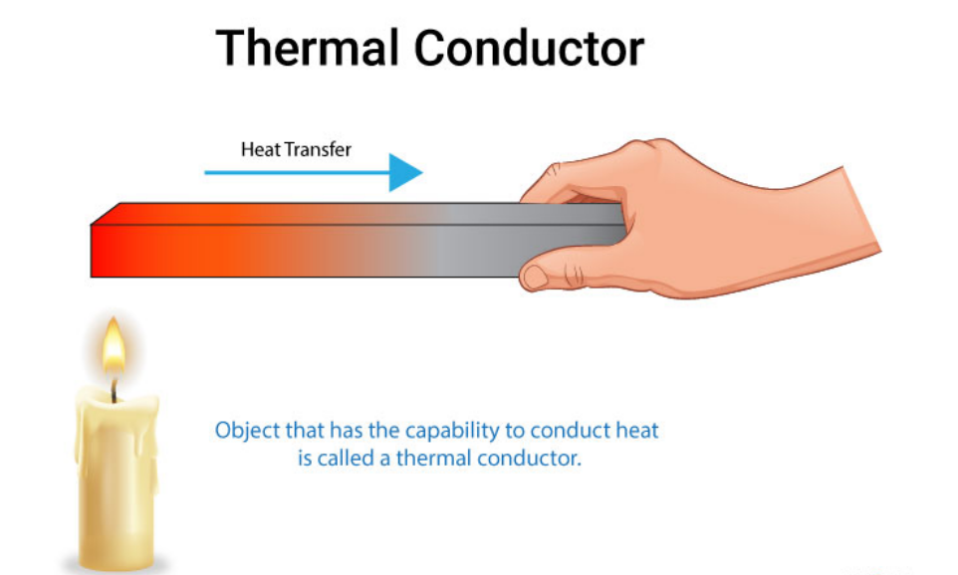 Thermal Conductor
Heat Transfer
Object that has the capability to conduct heat
is called a thermal conductor.